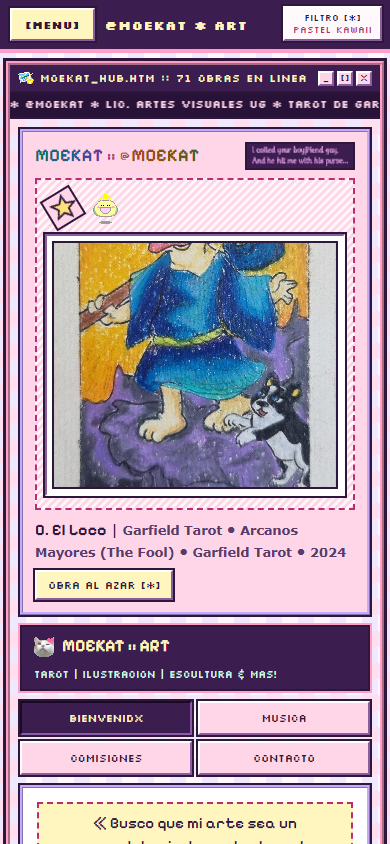 [MENU]
@MOEKAT * ART
FILTRO [*]
PASTEL KAWAII
MOEKAT_HUB.HTM :: 71 OBRAS EN LINEA
* @MOEKAT * LIC. ARTES VISUALES UG * TAROT DE GAR
MOEKAT :: @MOEKAT
i called your boyfriend gay.
And he hit me with his purse...
0. El Loco | Garfield Tarot • Arcanos
Mayores (The Fool) • Garfield Tarot • 2024
OBRA AL AZAR [*]
MOEKAT :: ART
TAROT | ILUSTRACION | ESCULTURA & MAS!
BIENVENIDX
MUSICA
COMISIONES
CONTACTO
« Busco que mi arte sea un